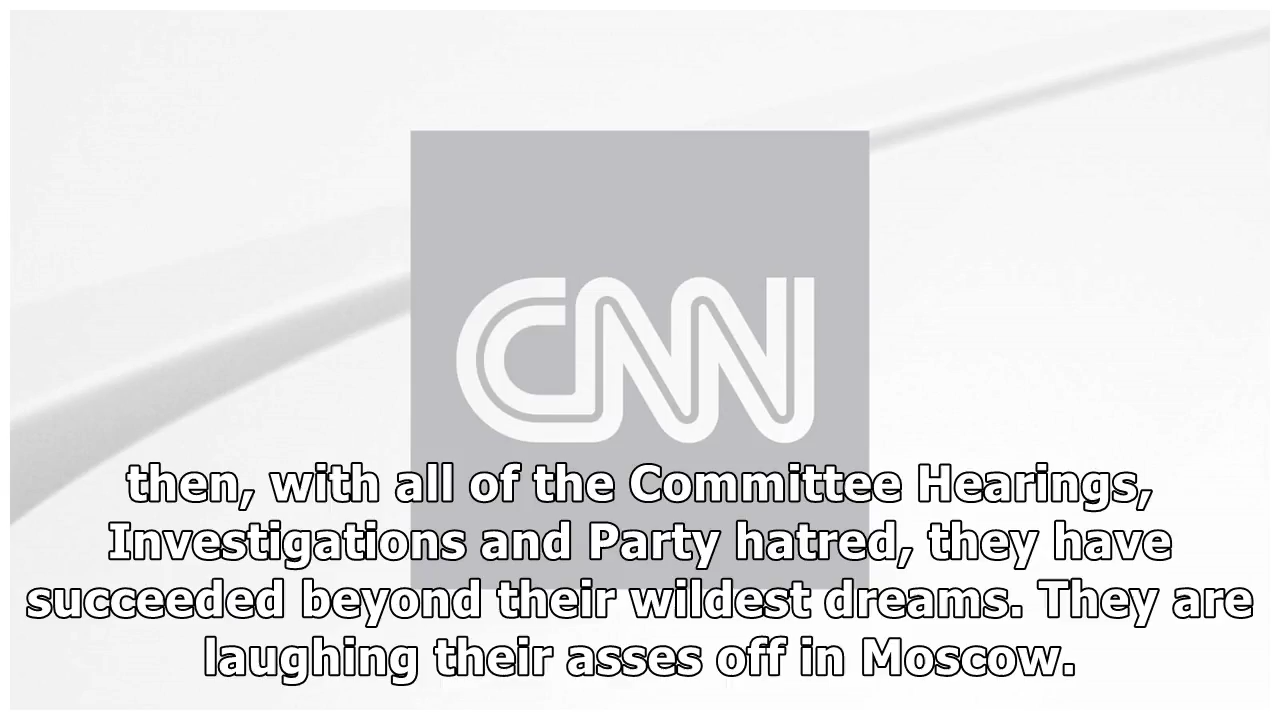 CNN
then, with all of the Committee Hearings,
Investigations and Party hatred, they have
succeeded beyond their wildest dreams. They are
laughing their asses off in Moscow.